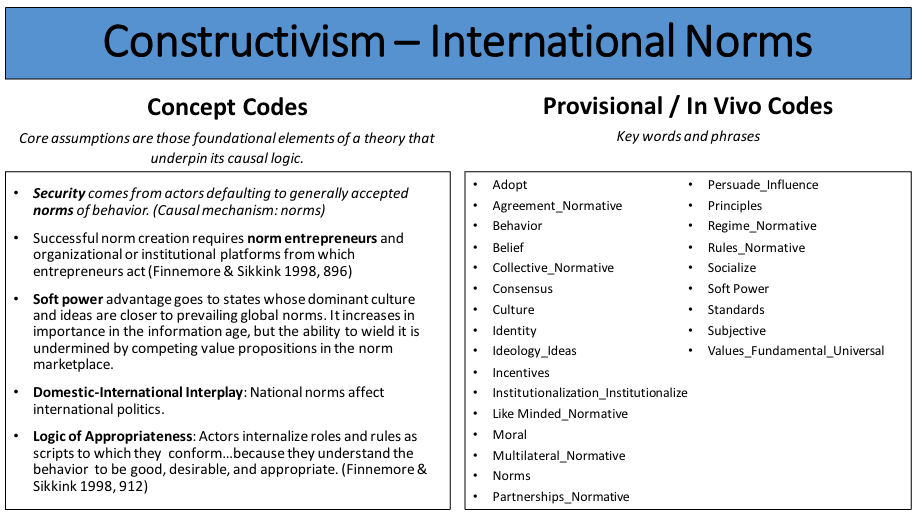 Constructivism – International Norms
Concept Codes
Core assumptions are those foundational elements of a theory that
underpin its causal logic.
• Security comes from actors defaulting to generally accepted
norms of behavior. (Causal mechanism: norms)
• Successful norm creation requires norm entrepreneurs and
organizational or institutional platforms from which
entrepreneurs act (Finnemore & Sikkink 1998, 896)
• Soft power advantage goes to states whose dominant culture
and ideas are closer to prevailing global norms. It increases in
importance in the information age, but the ability to wield it is
undermined by competing value propositions in the norm
marketplace.
• Domestic-International Interplay: National norms affect
international politics.
• Logic of Appropriateness: Actors internalize roles and rules as
scripts to which they conform…because they understand the
behavior to be good, desirable, and appropriate. (Finnemore &
Sikkink 1998, 912)
Provisional / In Vivo Codes
Key words and phrases
• Adopt
• Agreement_Normative
• Behavior
• Belief
• Collective_Normative
• Consensus
• Culture
• Identity
• Ideology_Ideas
• Incentives
• Institutionalization_Institutionalize
• Like Minded_Normative
• Moral
• Multilateral_Normative
• Norms
• Partnerships_Normative
• Persuade_Influence
• Principles
• Regime_Normative
• Rules_Normative
• Socialize
• Soft Power
• Standards
• Subjective
• Values_Fundamental_Universal